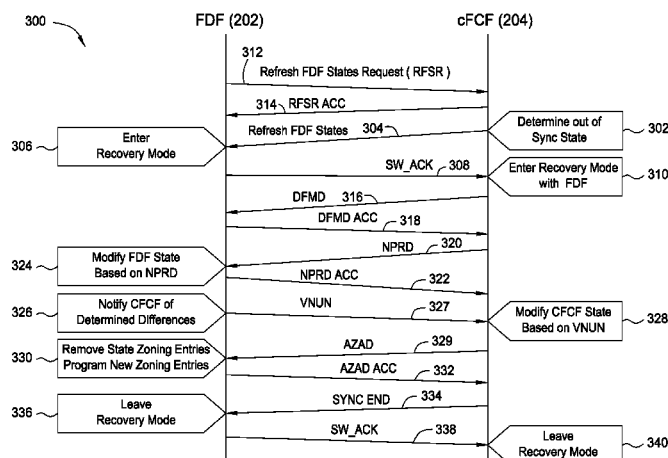 300
FDF (202)
cFCF (204)
312
Refresh FDF States Request ( RFSR )
314
RFSR ACC
306
Enter
Recovery Mode
Refresh FDF States
304
Determine out of
Sync State
302
SW_ACK
308
Enter Recovery Mode
with FDF
310
DFMD
316
DFMD ACC
318
324
Modify FDF State
Based on NPRD
NPRD
320
NPRD ACC
322
326
Notify CFCF of
Determined Differences
VNUN
327
Modify CFCF State
Based on VNUN
328
330
Remove State Zoning Entries
Program New Zoning Entries
AZAD
329
AZAD ACC
332
336
Leave
Recovery Mode
SYNC END
334
SW_ACK
338
Leave
Recovery Mode
340